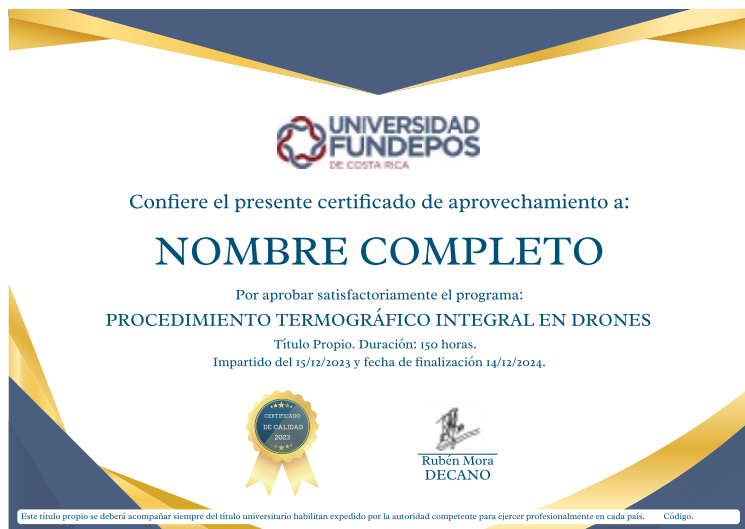 UNIVERSIDAD
FUNDEPOS
DE COSTA RICA
Confiere el presente certificado de aprovechamiento a:
NOMBRE COMPLETO
Por aprobar satisfactoriamente el programa:
PROCEDIMIENTO TERMOGRÁFICO INTEGRAL EN DRONES
Título Propio. Duración: 150 horas.
Impartido del 15/12/2023 y fecha de finalización 14/12/2024.
CERTIFICADO
DE CALIDAD
2023
Rubén Mora
DECANO
Este título propio se deberá acompañar siempre del título universitario habilitan expedido por la autoridad competente para ejercer profesionalmente en cada país. Código.